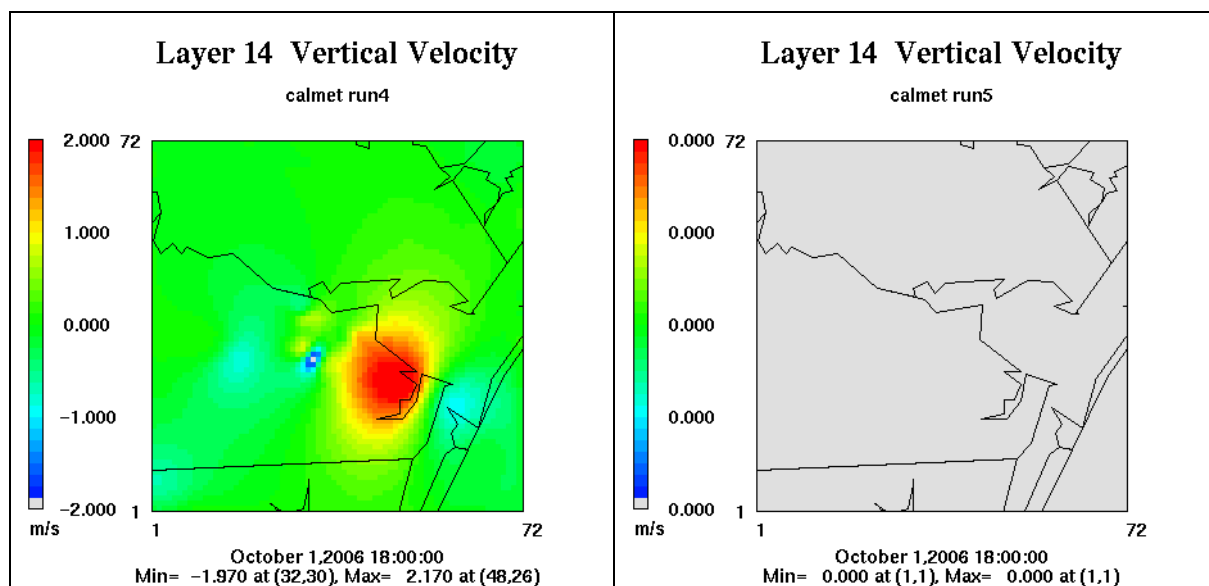 Layer 14 Vertical Velocity
calmet run4
2.000
1.000
0.000
−1.000
−2.000
m/s
72
1
1
72
October 1,2006 18:00:00
Min= −1.970 at (32,30), Max= 2.170 at (48,26)
Layer 14 Vertical Velocity
calmet run5
0.000
0.000
0.000
0.000
0.000
m/s
72
1
1
72
October 1,2006 18:00:00
Min= 0.000 at (1,1), Max= 0.000 at (1,1)